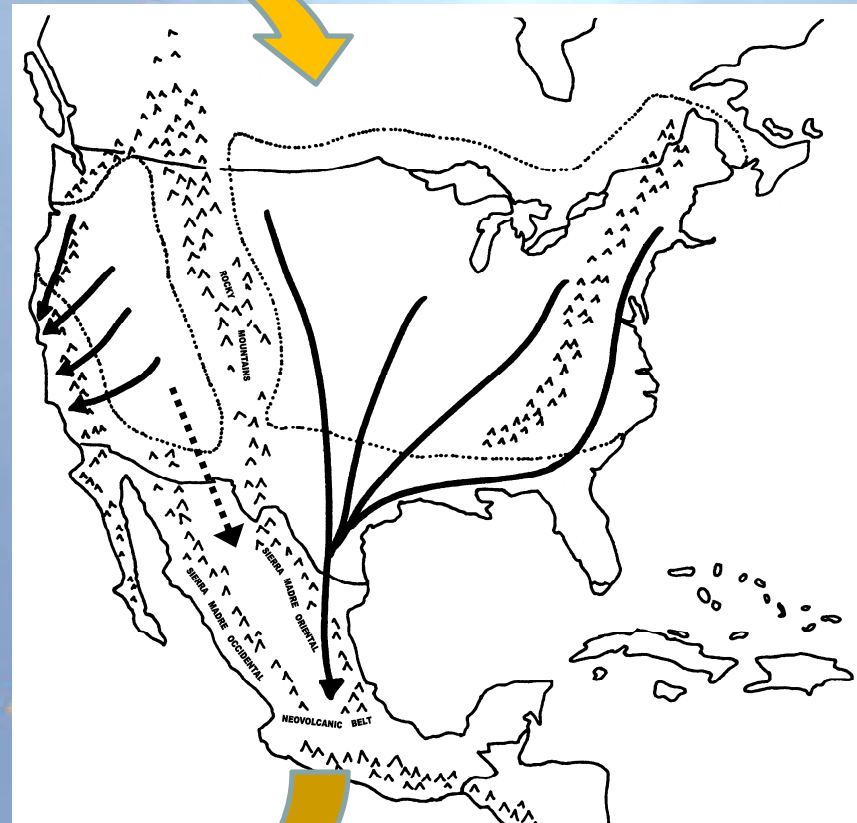 ROCKY
MOUNTAINS
SIERRA MADRE ORIENTAL
SIERRA MADRE OCCIDENTAL
NEOVOLCANIC BELT